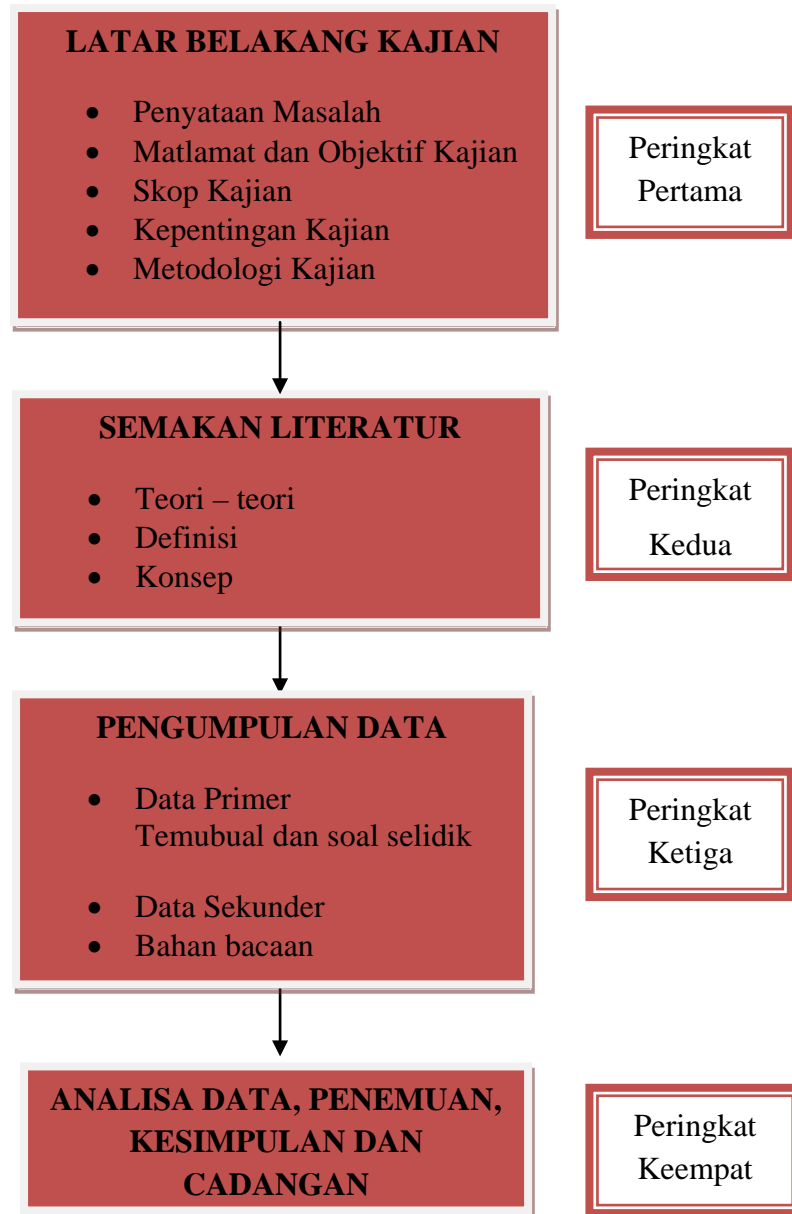 LATAR BELAKANG KAJIAN
• Penyataan Masalah
• Matlamat dan Objektif Kajian
• Skop Kajian
• Kepentingan Kajian
• Metodologi Kajian
Peringkat
Pertama
SEMAKAN LITERATUR
• Teori – teori
• Definisi
• Konsep
Peringkat
Kedua
PENGUMPULAN DATA
• Data Primer
Temubual dan soal selidik
• Data Sekunder
• Bahan bacaan
Peringkat
Ketiga
ANALISA DATA, PENEMUAN,
KESIMPULAN DAN
CADANGAN
Peringkat
Keempat